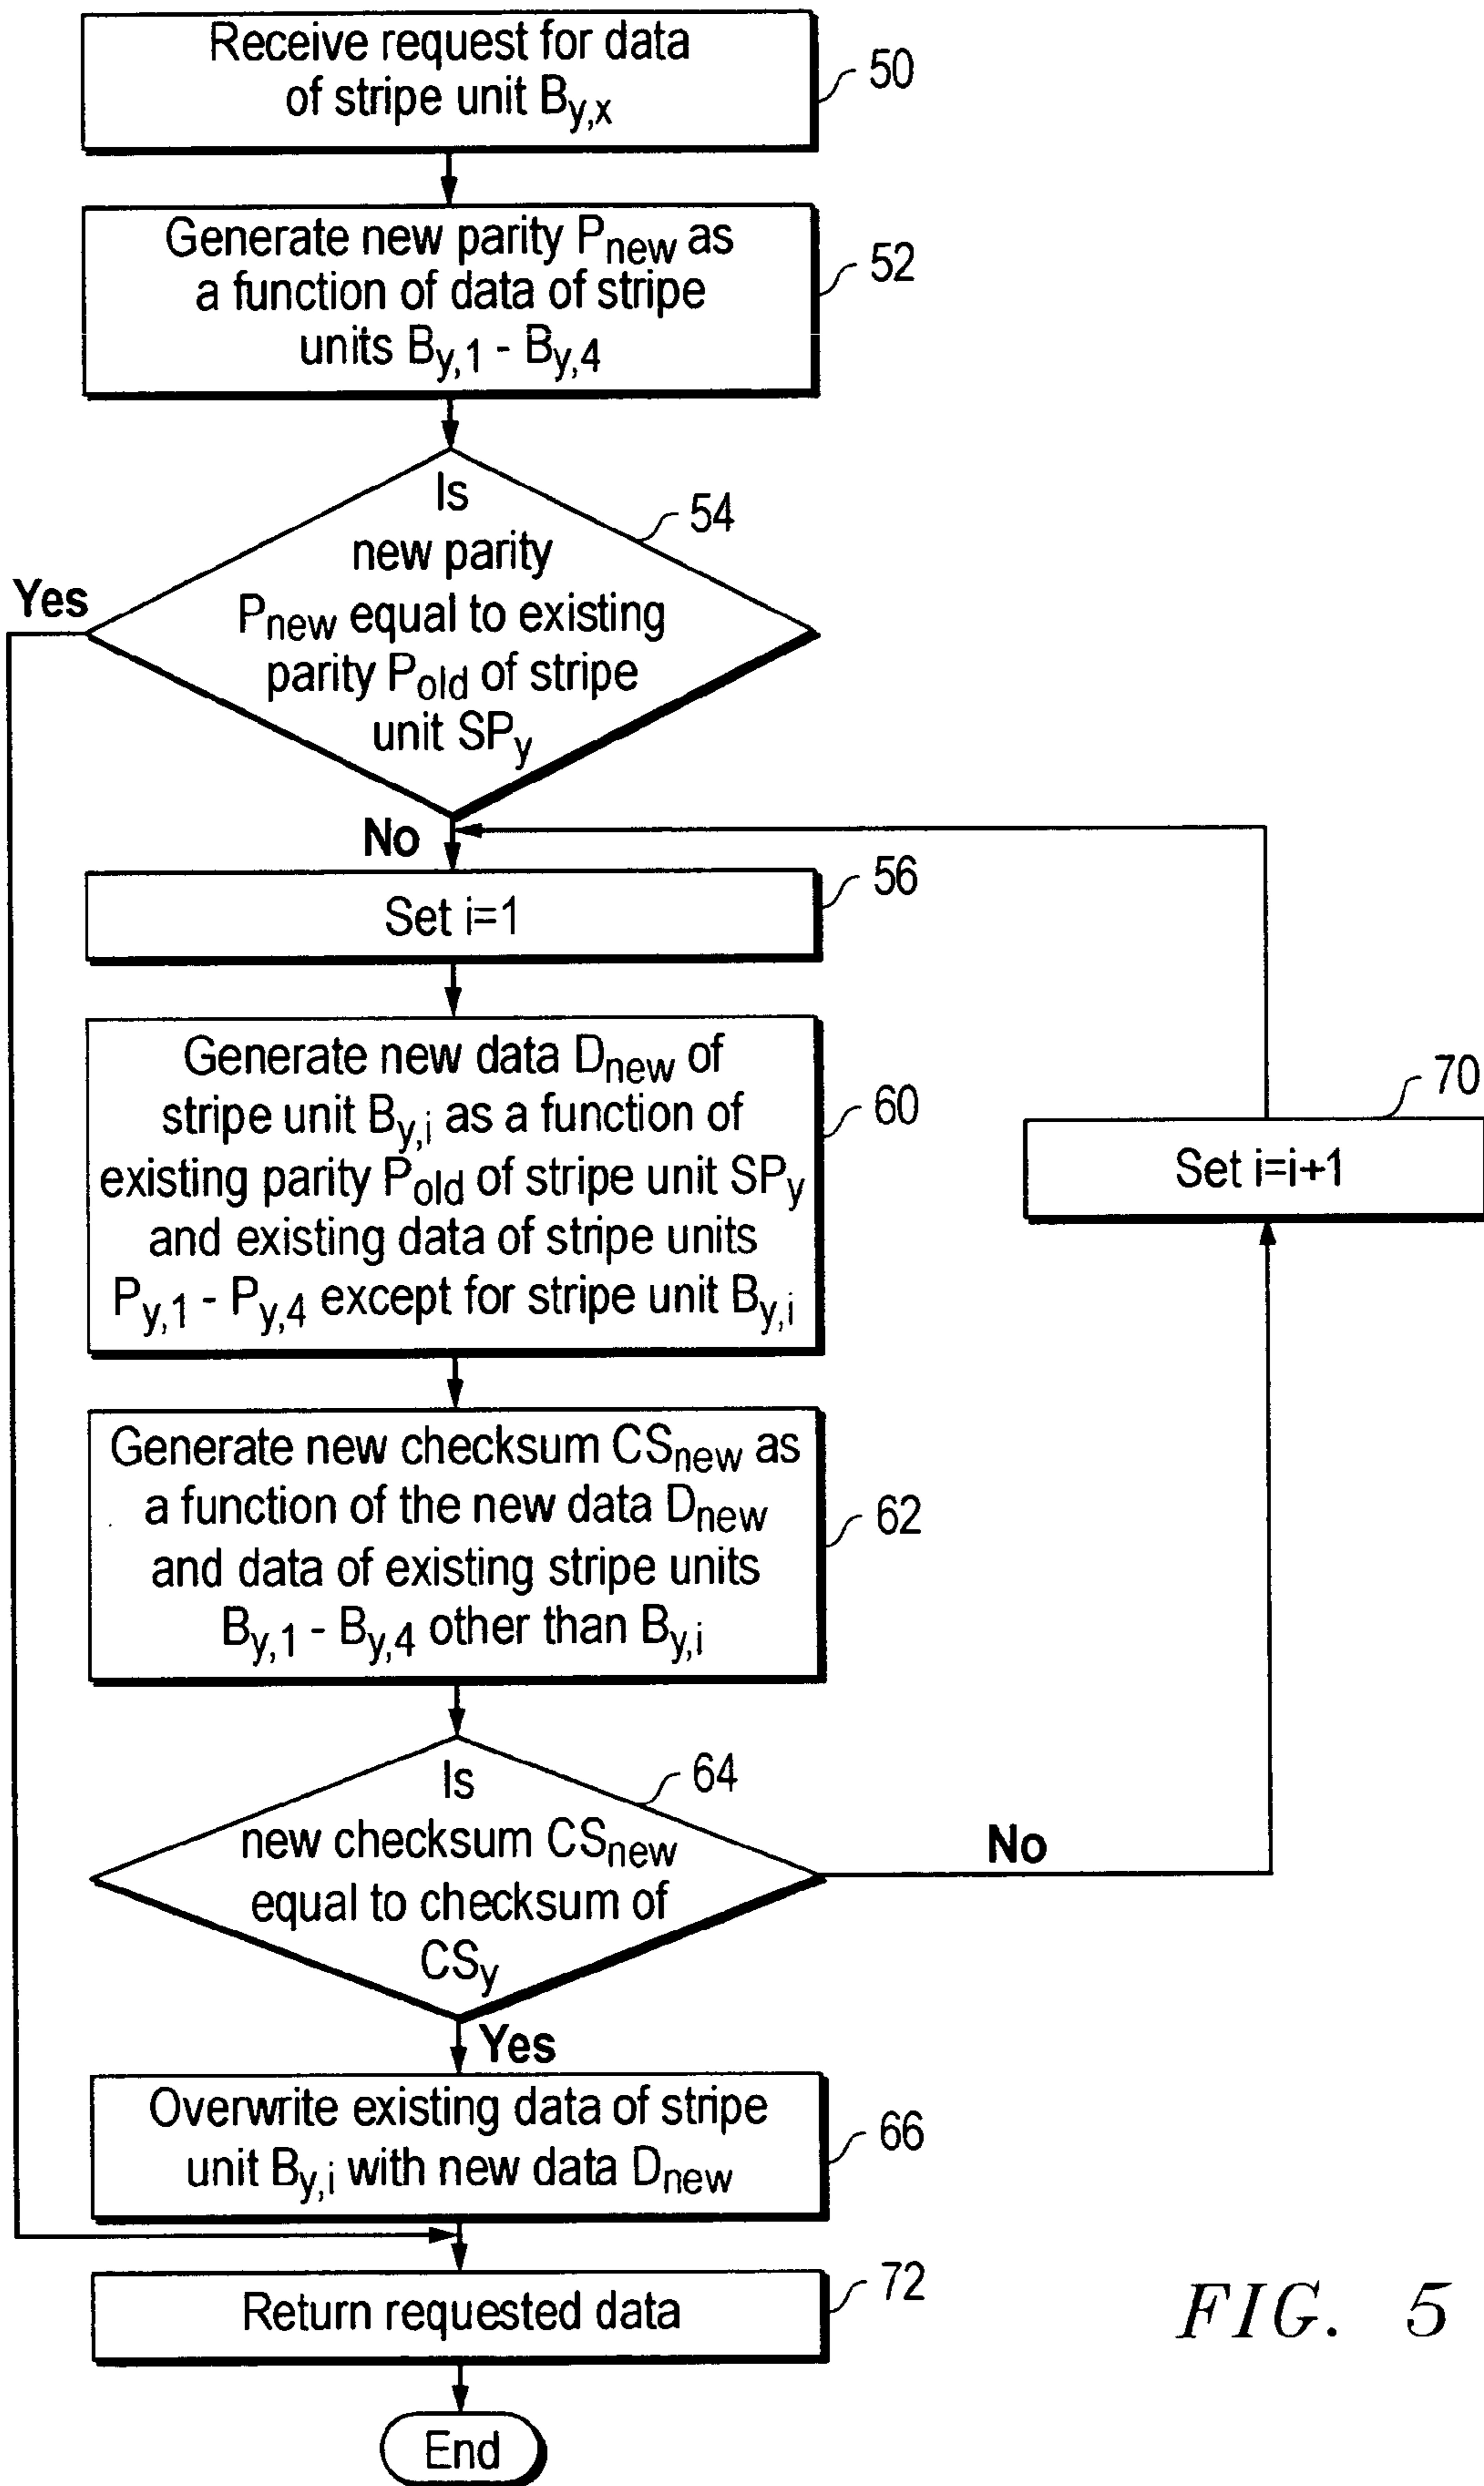 Receive request for data
of stripe unit By,x
50
Generate new parity Pnew as
a function of data of stripe
units By,1 - By,4
52
Is
new parity
Pnew equal to existing
parity Pold of stripe
unit SPy
54
Yes
No
Set i=1
56
Generate new data Dnew of
stripe unit By,i as a function of
existing parity Pold of stripe unit SPy
and existing data of stripe units
Py,1 - Py,4 except for stripe unit By,i
60
Set i=i+1
70
Generate new checksum CSnew as
a function of the new data Dnew
and data of existing stripe units
By,1 - By,4 other than By,i
62
Is
new checksum CSnew
equal to checksum of
CSy
64
No
Yes
Overwrite existing data of stripe
unit By,i with new data Dnew
66
Return requested data
72
End
FIG. 5